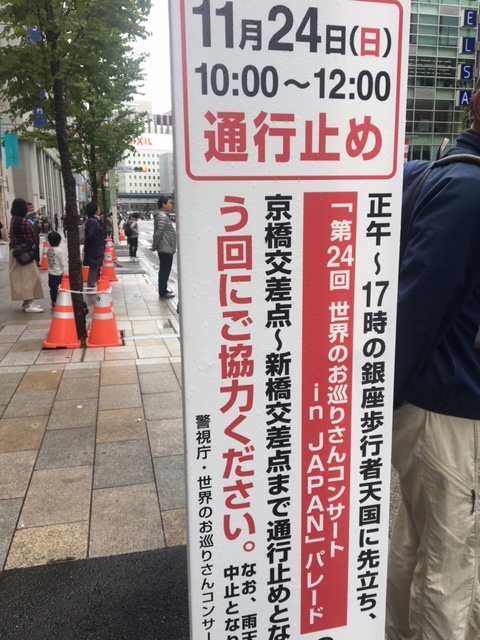 11月24日(日)
10:00～12:00
通行止め
正午～17時の銀座歩行者天国に先立ち、
「第24回 世界のお巡りさんコンサート
in JAPAN」パレード
京橋交差点～新橋交差点まで通行止めとな
う回にご協力ください。
なお、雨天
中止とな
警視庁・世界のお巡りさんコンサー
ELSA